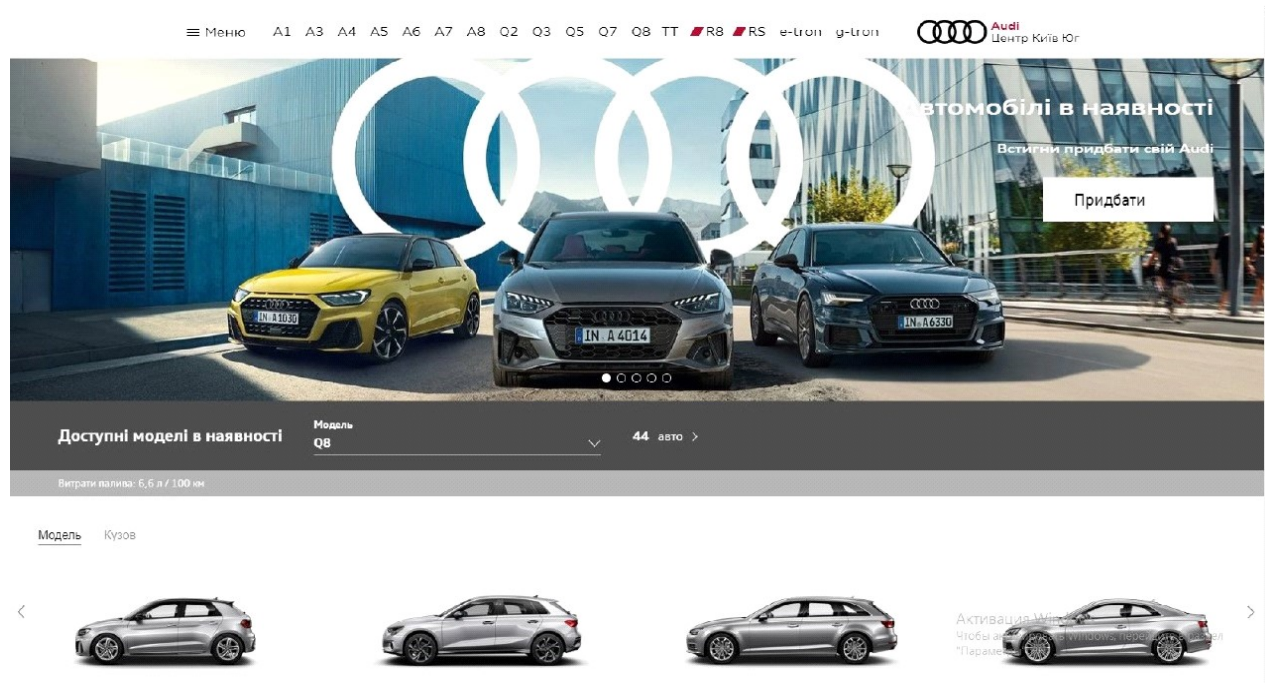 Меню A1 A3 A4 A5 A6 A7 A8 Q2 Q3 Q5 Q7 Q8 TT R8 RS e-tron g-tron
Audi
Центр Київ Юг
Автомобілі в наявності
Встигни придбати свій Audi
Придбати
IN A 1030
IN A 4014
IN A 6330
Доступні моделі в наявності
Модель
Q8
44 авто
Витрати палива: 6,6 л / 100 км
Модель Кузов
Активация Windows
Чтобы активировать Windows, перейдите в раздел
"Параметры"